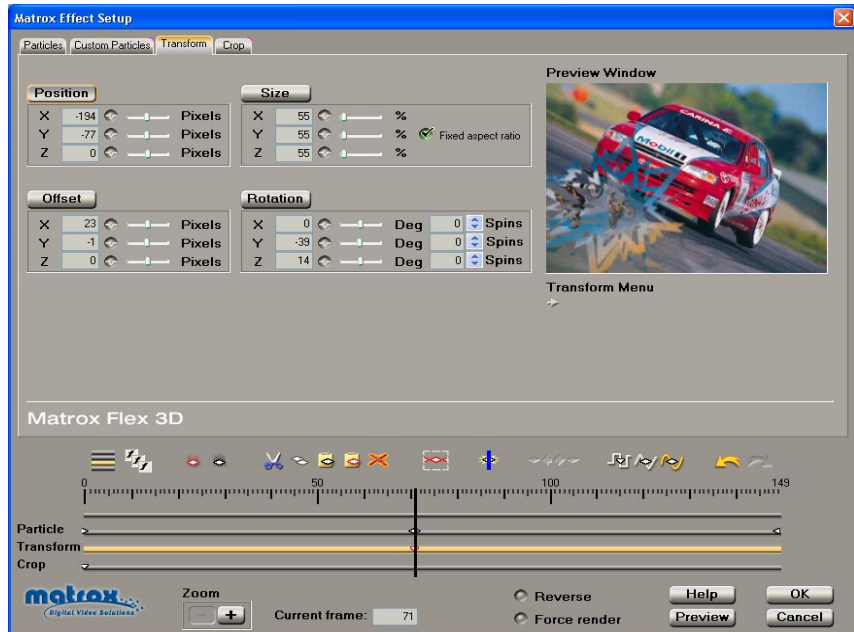 Matrox Effect Setup
Particles Custom Particles Transform Crop
Preview Window
Position
X -194 Pixels
Y -77 Pixels
Z 0 Pixels
Size
X 55 %
Y 55 % Fixed aspect ratio
Z 55 %
CARINA E
Mobil 1
Offset
X 23 Pixels
Y -1 Pixels
Z 0 Pixels
Rotation
X 0 Deg 0 Spins
Y -39 Deg 0 Spins
Z 14 Deg 0 Spins
Transform Menu
Matrox Flex 3D
0 50 100 149
Particle
Transform
Crop
matrox
Digital Video Solutions
Zoom
Current frame: 71
Reverse
Force render
Help OK
Preview Cancel